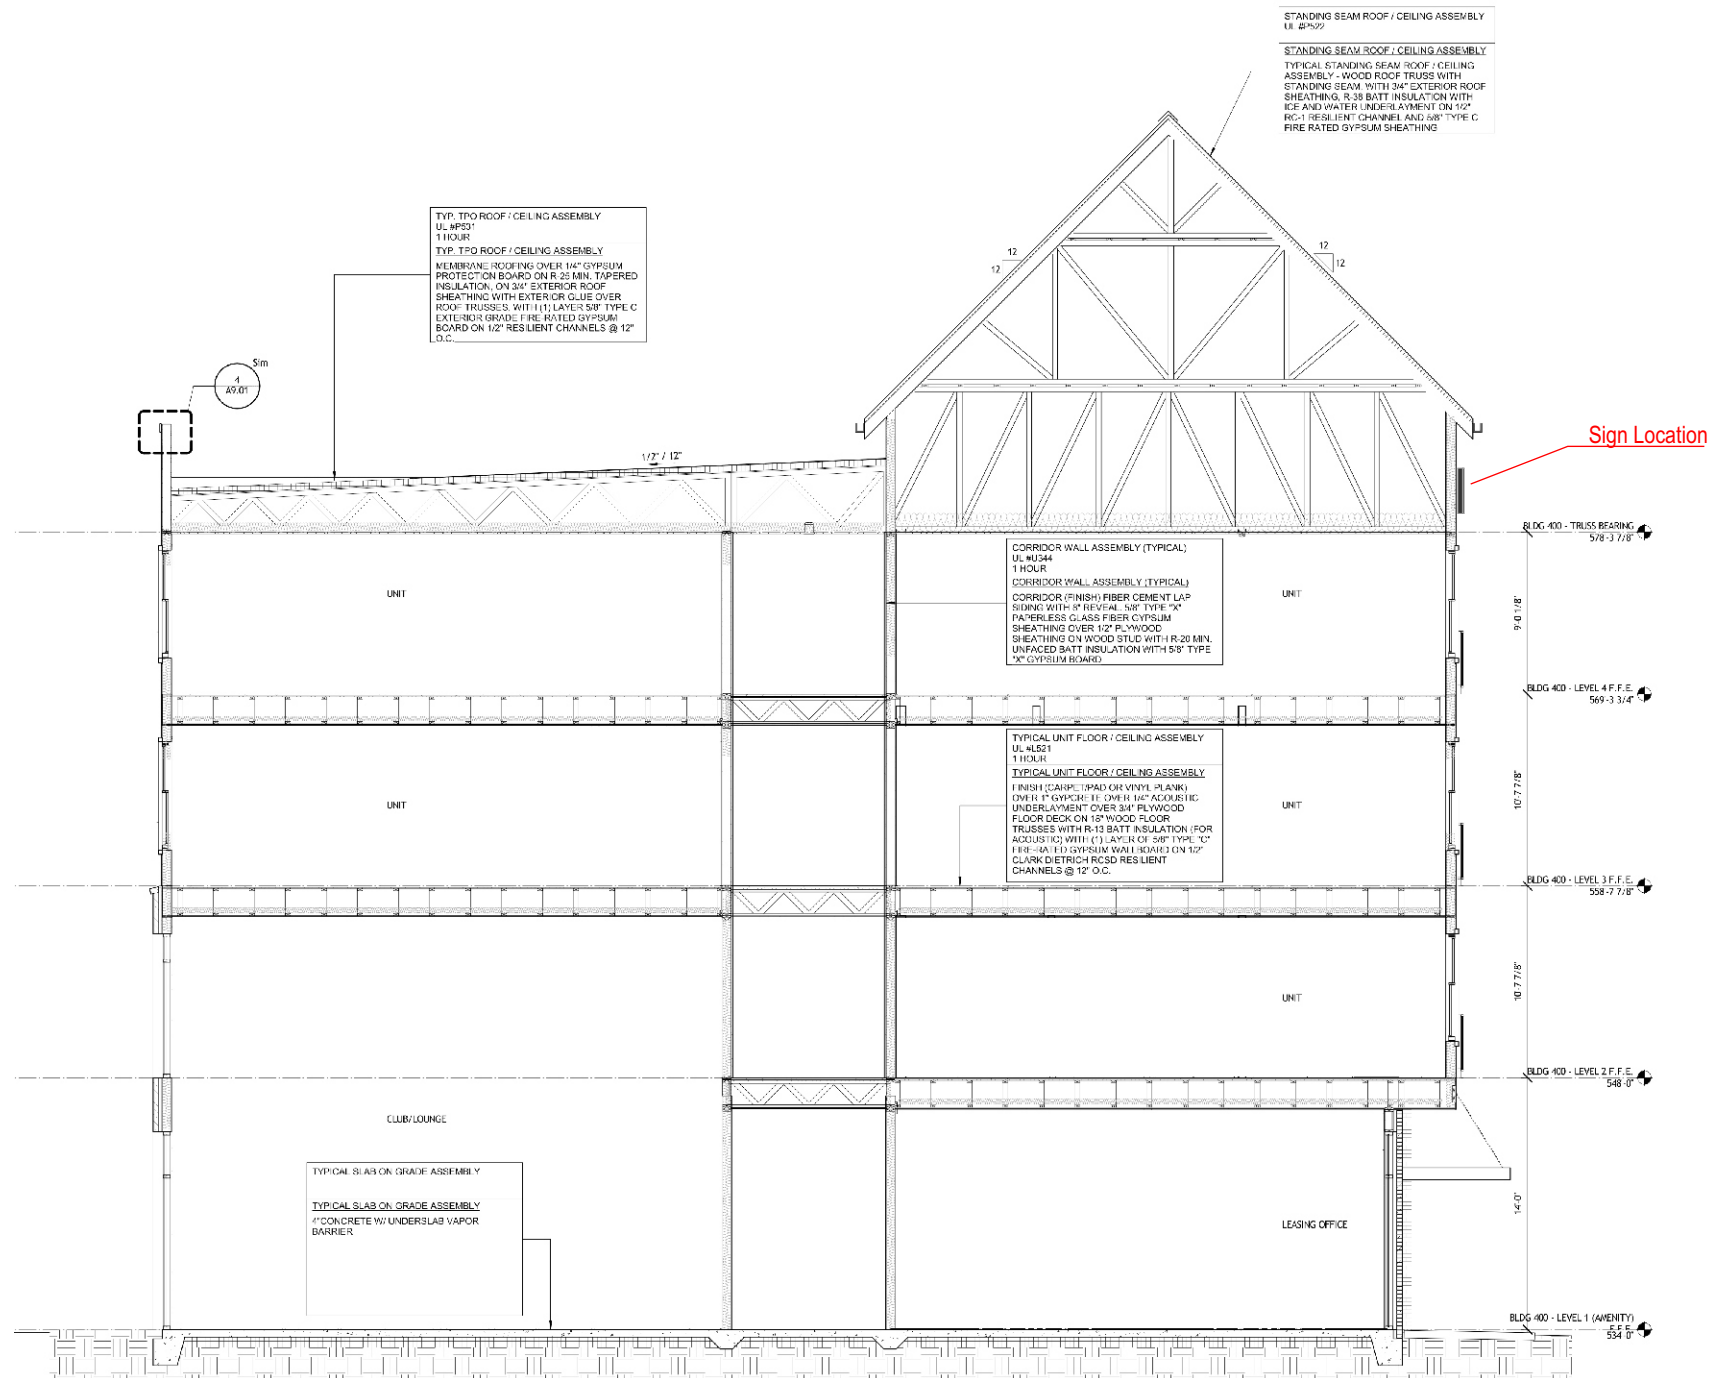 STANDING SEAM ROOF / CEILING ASSEMBLY
UL #P522
STANDING SEAM ROOF / CEILING ASSEMBLY
TYPICAL STANDING SEAM ROOF / CEILING
ASSEMBLY - WOOD ROOF TRUSS WITH
STANDING SEAM, WITH 3/4" EXTERIOR ROOF
SHEATHING, R-38 BATT INSULATION WITH
ICE AND WATER UNDERLAYMENT ON 1/2"
RC-1 RESILIENT CHANNEL AND 5/8" TYPE C
FIRE RATED GYPSUM SHEATHING
TYP. TPO ROOF / CEILING ASSEMBLY
UL #P531
1 HOUR
TYP. TPO ROOF / CEILING ASSEMBLY
MEMBRANE ROOFING OVER 1/4" GYPSUM
PROTECTION BOARD ON R-25 MIN. TAPERED
INSULATION, ON 3/4" EXTERIOR ROOF
SHEATHING WITH EXTERIOR GLUE OVER
ROOF TRUSSES, WITH (1) LAYER 5/8" TYPE C
EXTERIOR GRADE FIRE-RATED GYPSUM
BOARD ON 1/2" RESILIENT CHANNELS @ 12"
O.C.
12
12
12
12
Sim
4
A9.01
1/2" / 12"
Sign Location
BLDG 400 - TRUSS BEARING
578'-3 7/8"
CORRIDOR WALL ASSEMBLY (TYPICAL)
UL #U344
1 HOUR
CORRIDOR WALL ASSEMBLY (TYPICAL)
CORRIDOR (FINISH) FIBER CEMENT LAP
SIDING WITH 8" REVEAL, 5/8" TYPE "X"
PAPERLESS GLASS FIBER GYPSUM
SHEATHING OVER 1/2" PLYWOOD
SHEATHING ON WOOD STUD WITH R-20 MIN.
UNFACED BATT INSULATION WITH 5/8" TYPE
"X" GYPSUM BOARD
UNIT
UNIT
9'-0 1/8"
BLDG 400 - LEVEL 4 F.F.E.
569'-3 3/4"
TYPICAL UNIT FLOOR / CEILING ASSEMBLY
UL #L521
1 HOUR
TYPICAL UNIT FLOOR / CEILING ASSEMBLY
FINISH (CARPET/PAD OR VINYL PLANK)
OVER 1" GYPCRETE OVER 1/4" ACOUSTIC
UNDERLAYMENT OVER 3/4" PLYWOOD
FLOOR DECK ON 18" WOOD FLOOR
TRUSSES WITH R-13 BATT INSULATION (FOR
ACOUSTIC) WITH (1) LAYER OF 5/8" TYPE "C"
FIRE-RATED GYPSUM WALLBOARD ON 1/2"
CLARK DIETRICH RCSD RESILIENT
CHANNELS @ 12" O.C.
UNIT
UNIT
10'-7 7/8"
BLDG 400 - LEVEL 3 F.F.E.
558'-7 7/8"
UNIT
10'-7 7/8"
BLDG 400 - LEVEL 2 F.F.E.
548'-0"
CLUB/LOUNGE
TYPICAL SLAB ON GRADE ASSEMBLY
TYPICAL SLAB ON GRADE ASSEMBLY
4" CONCRETE W/ UNDERSLAB VAPOR
BARRIER
LEASING OFFICE
14'-0"
BLDG 400 - LEVEL 1 (AMENITY)
F.F.E.
534'-0"